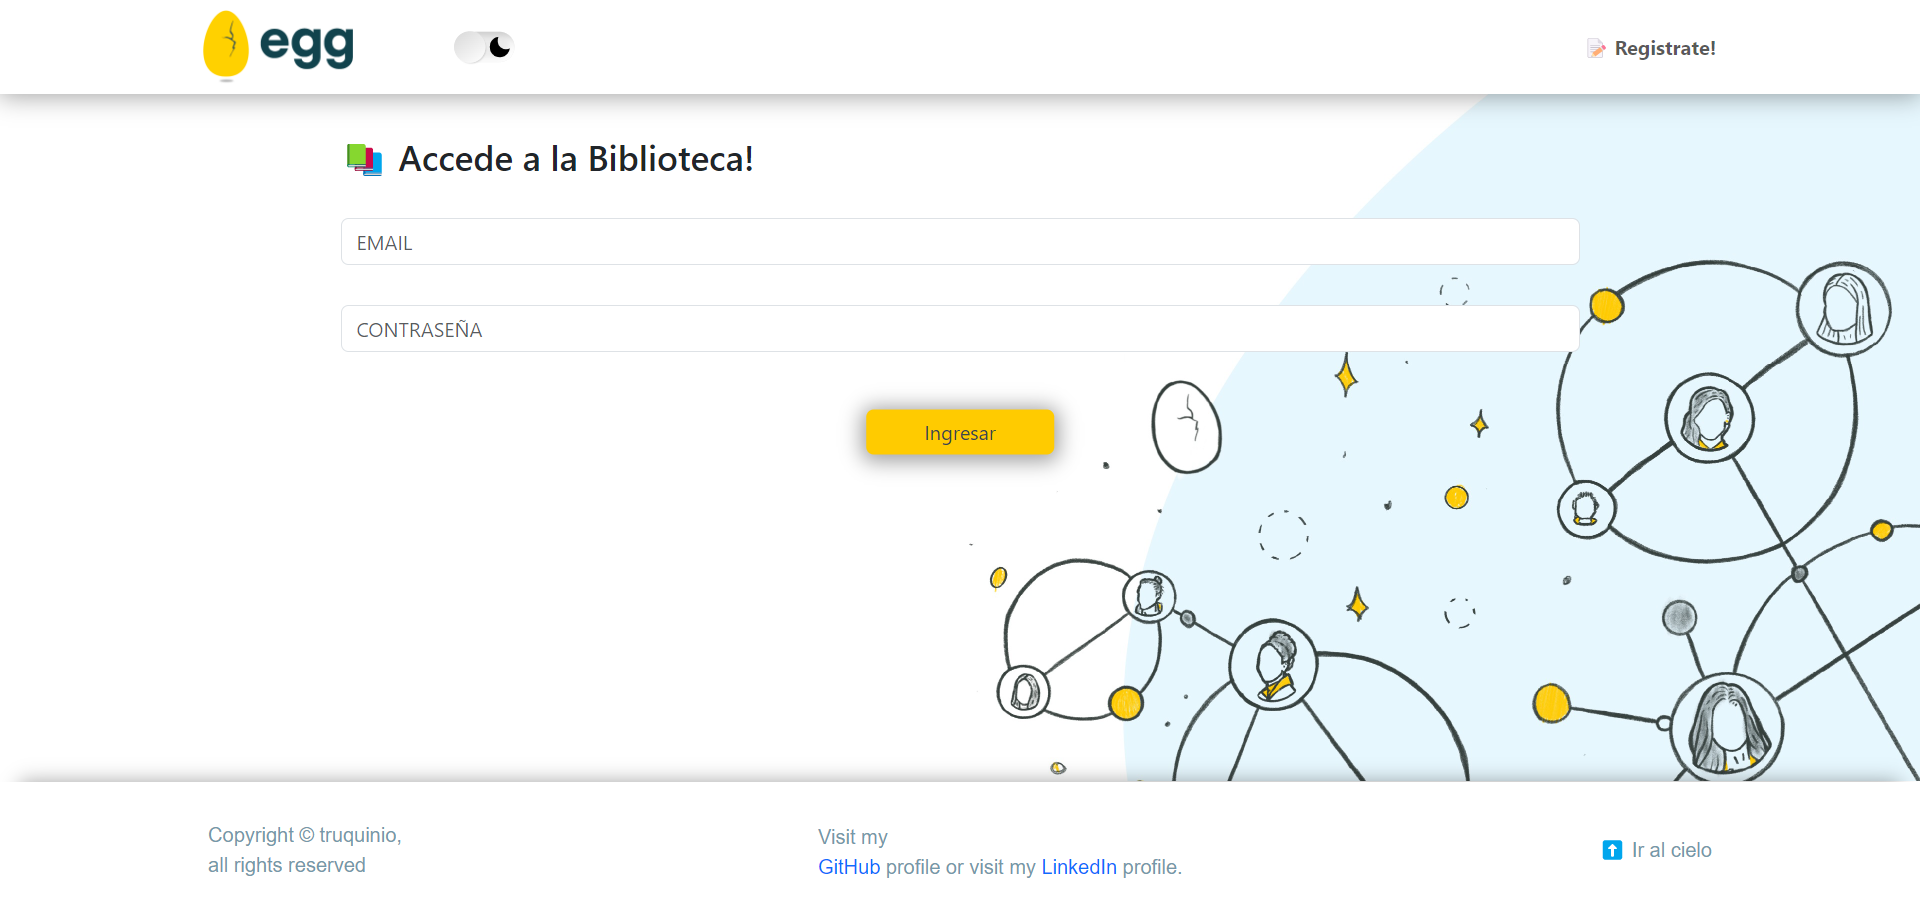 egg
📝 Registrate!
📚 Accede a la Biblioteca!
EMAIL
CONTRASEÑA
Ingresar
Copyright © truquinio,
all rights reserved
Visit my
GitHub profile or visit my LinkedIn profile.
⬆️ Ir al cielo